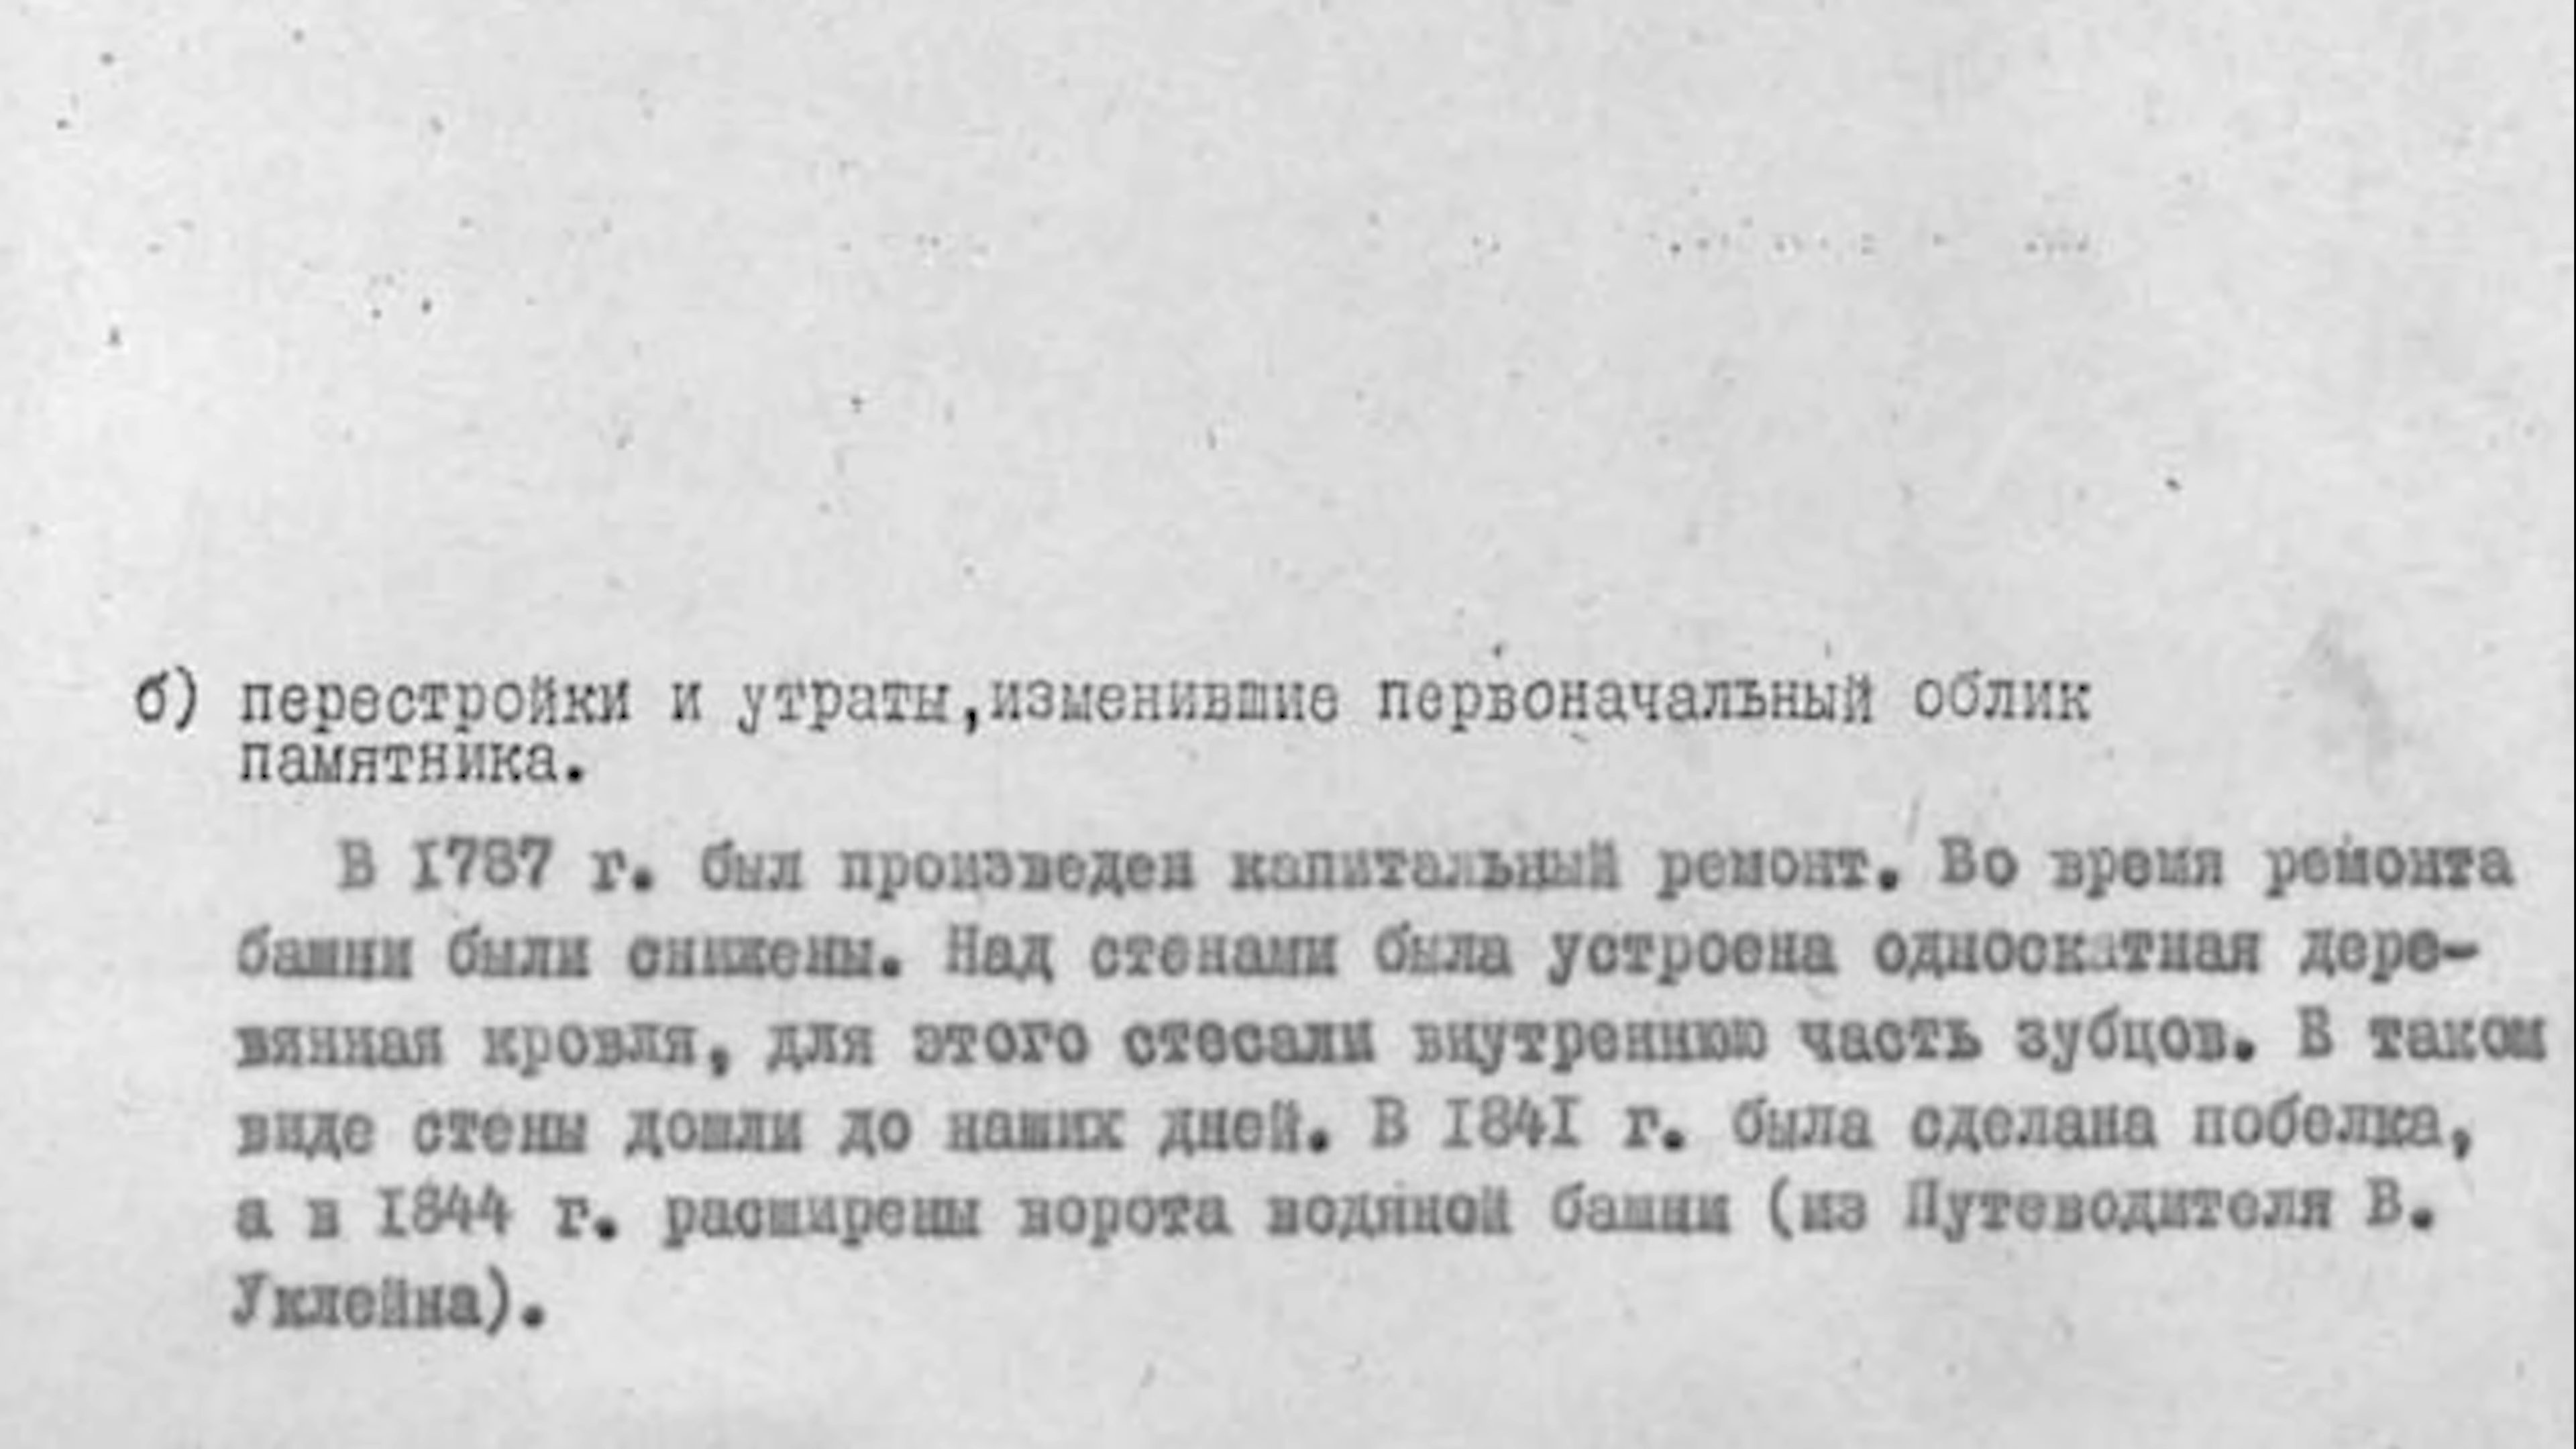 б) перестройки и утраты,изменившие первоначальный облик
памятника.
В 1787 г. был произведен капитальный ремонт. Во время ремонта
башни были снижены. Над стенами была устроена односкатная дере-
вянная кровля, для этого стесали внутреннюю часть зубцов. В таком
виде стены дошли до наших дней. В 1841 г. была сделана побелка,
а в 1844 г. расширены ворота водяной башни (из Путеводителя В.
Уклейна).